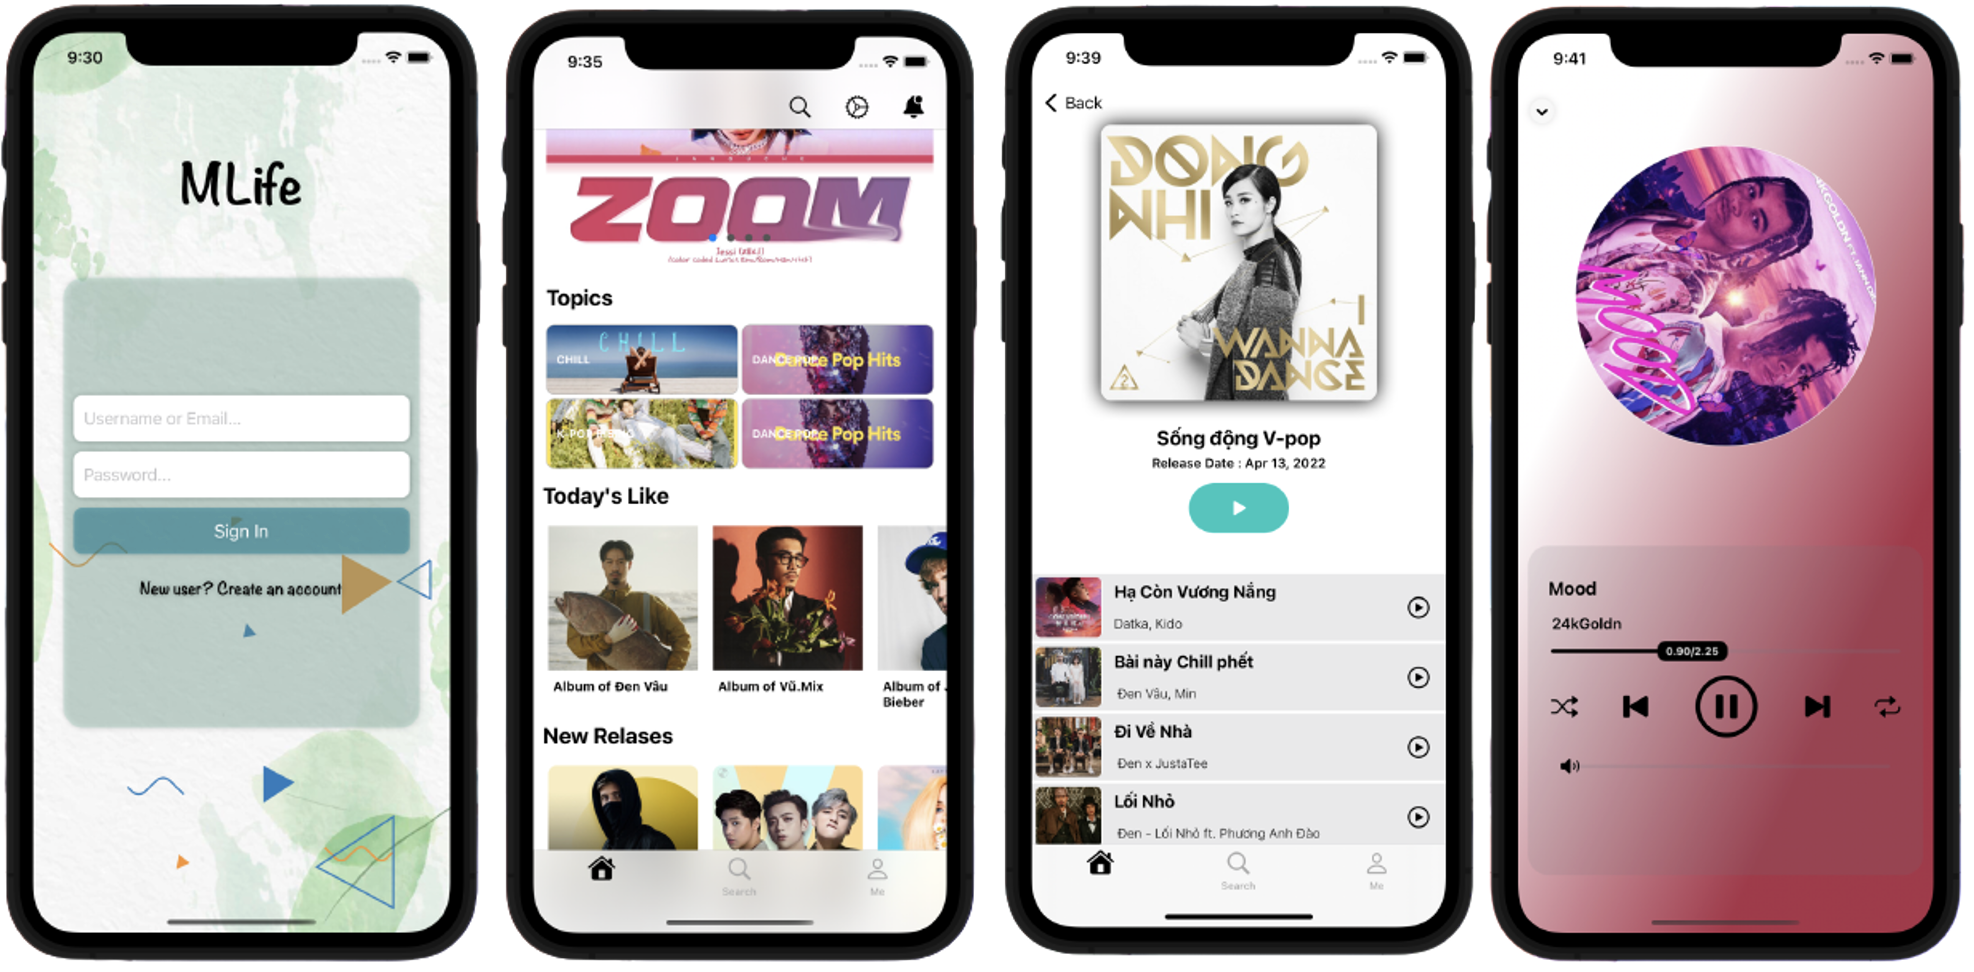 9:30
MLife
Username or Email...
Password...
Sign In
New user? Create an account
9:35
ZOOM
Topics
CHILL
CHILL
Dance Pop Hits
K-POP
Dance Pop Hits
Today's Like
Album of Đen Vâu
Album of Vũ.Mix
Album of J
Bieber
New Relases
Search
Me
9:39
Back
DONG
NHI
I
WANNA
DANCE
2
Sống động V-pop
Release Date : Apr 13, 2022
Hạ Còn Vương Nắng
Datka, Kido
Bài này Chill phết
Đen Vâu, Min
Đi Về Nhà
Đen x JustaTee
Lối Nhỏ
Đen - Lối Nhỏ ft. Phương Anh Đào
Search
Me
9:41
MOOD
Mood
24kGoldn
0.90/2.25